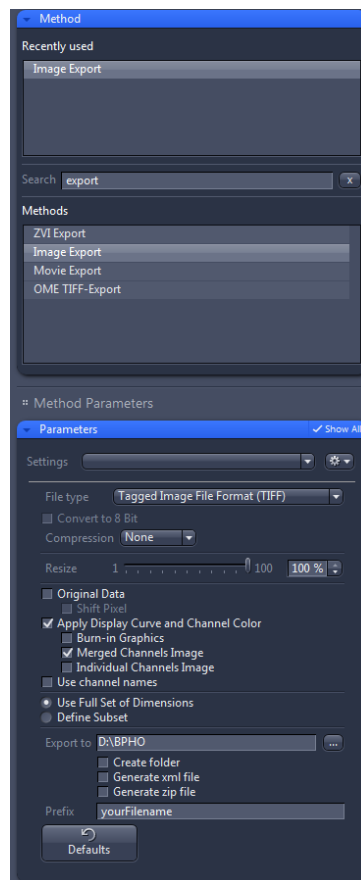 Method
Recently used
Image Export
Search export x
Methods
ZVI Export
Image Export
Movie Export
OME TIFF-Export
Method Parameters
Parameters Show All
Settings
File type Tagged Image File Format (TIFF)
Convert to 8 Bit
Compression None
Resize 1 100 100 %
Original Data
Shift Pixel
Apply Display Curve and Channel Color
Burn-in Graphics
Merged Channels Image
Individual Channels Image
Use channel names
Use Full Set of Dimensions
Define Subset
Export to D:\BPHO ...
Create folder
Generate xml file
Generate zip file
Prefix yourFilename
Defaults